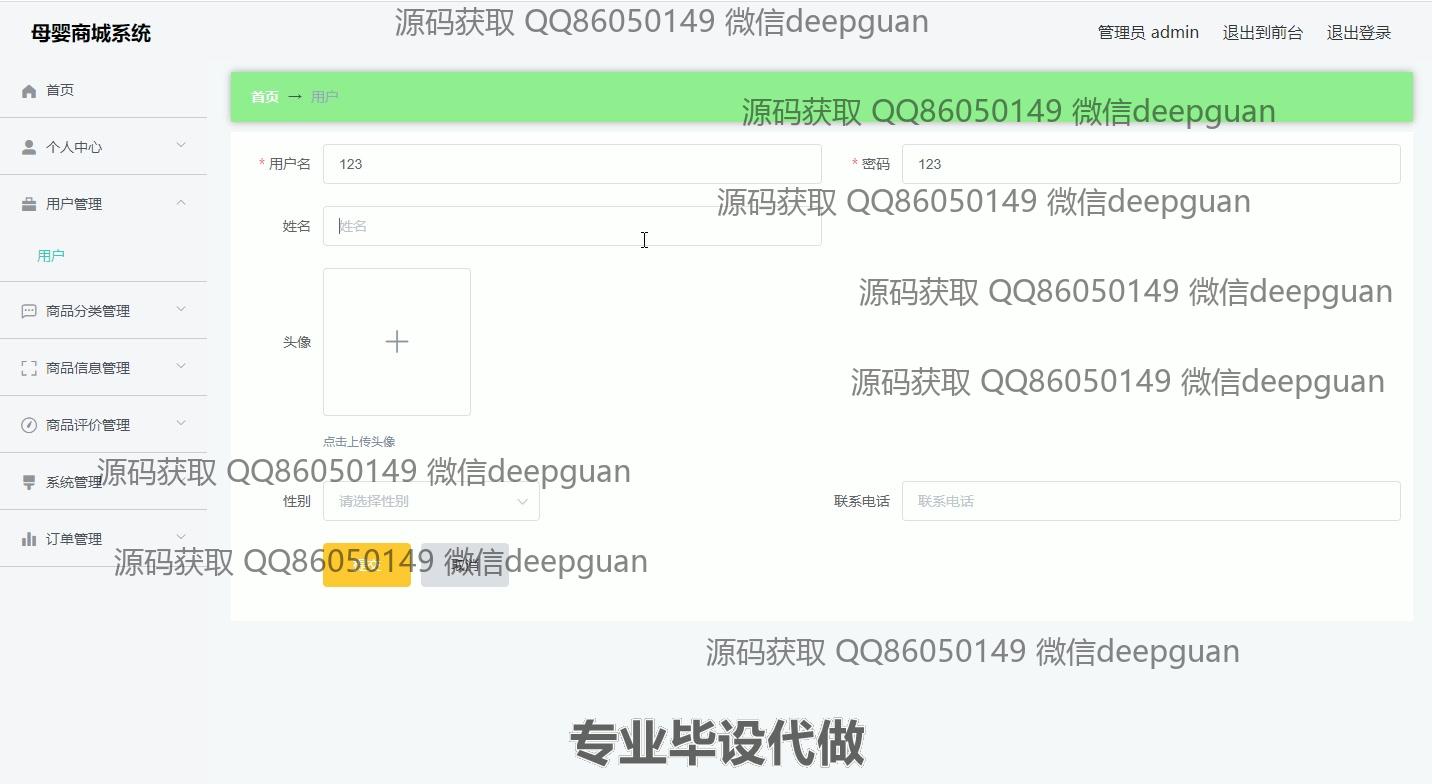 源码获取 QQ86050149 微信deepguan
母婴商城系统
管理员 admin 退出到前台 退出登录
首页
首页 → 用户
源码获取 QQ86050149 微信deepguan
个人中心
* 用户名 123 * 密码 123
用户管理
源码获取 QQ86050149 微信deepguan
姓名 姓名
用户
源码获取 QQ86050149 微信deepguan
商品分类管理
头像
商品信息管理
源码获取 QQ86050149 微信deepguan
商品评价管理
点击上传头像
源码获取 QQ86050149 微信deepguan
系统管理
性别 请选择性别 联系电话 联系电话
订单管理
源码获取 QQ86050149 微信deepguan
取消
源码获取 QQ86050149 微信deepguan
专业毕设代做